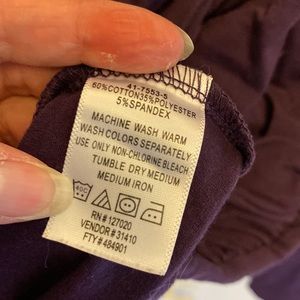 41-7553-5
60%COTTON35%POLYESTER
5%SPANDEX
MACHINE WASH WARM
WASH COLORS SEPARATELY
USE ONLY NON-CHLORINE BLEACH
TUMBLE DRY MEDIUM
MEDIUM IRON
40C
RN#127020
VENDOR#31410
FTY#484901